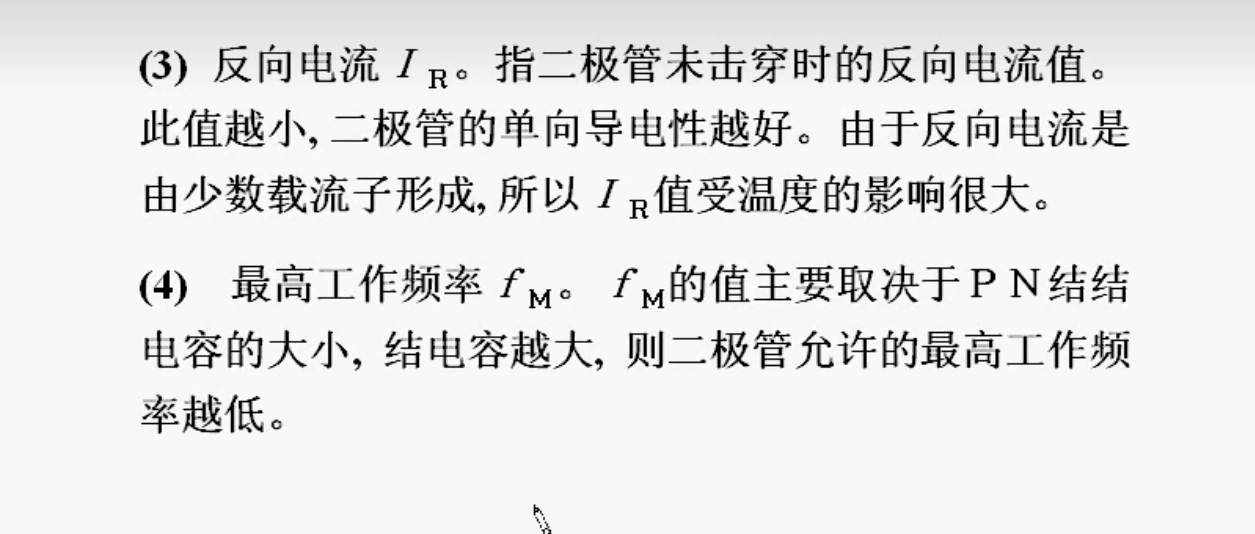 (3) 反向电流 I R。指二极管未击穿时的反向电流值。
此值越小, 二极管的单向导电性越好。由于反向电流是
由少数载流子形成, 所以 I R值受温度的影响很大。
(4) 最高工作频率 f M。 f M的值主要取决于ＰＮ结结
电容的大小, 结电容越大, 则二极管允许的最高工作频
率越低。